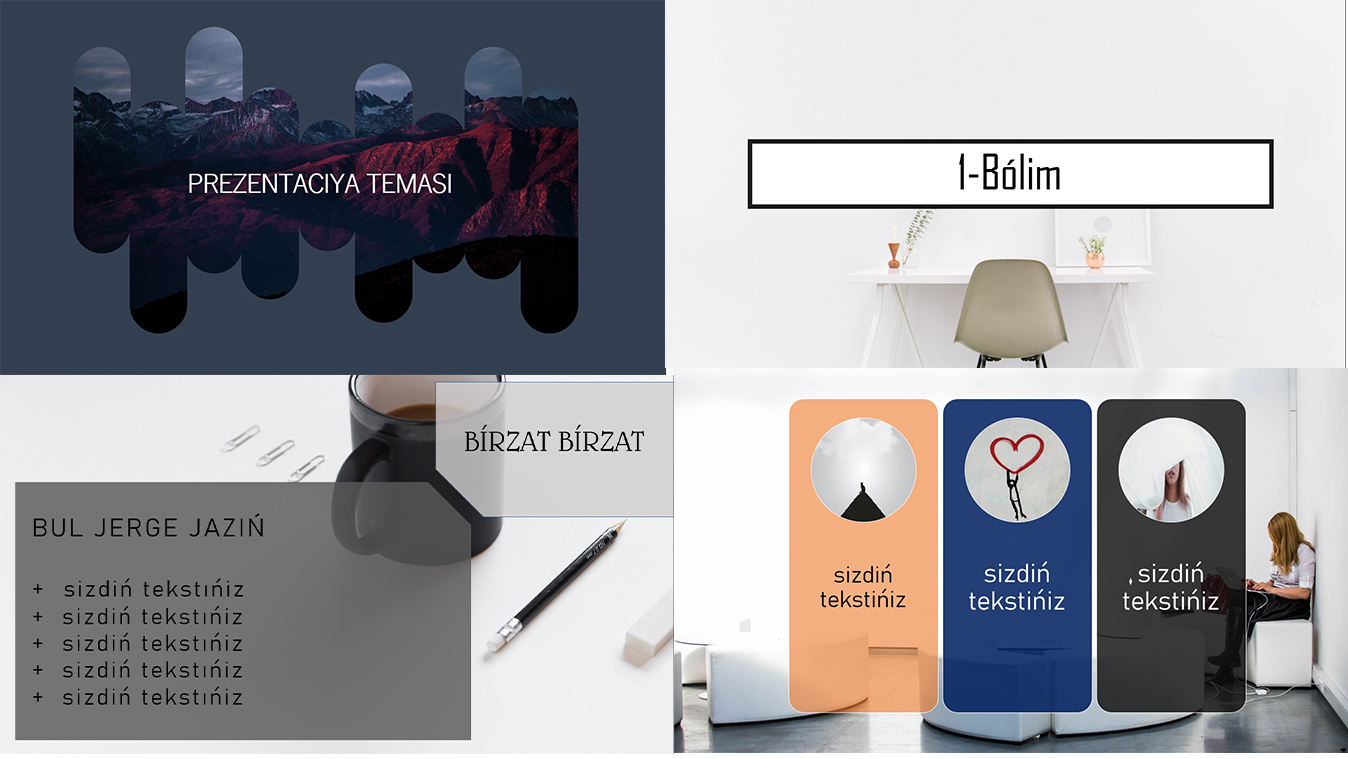 PREZENTACIYA TEMASI
1-Bólim
BÍRZAT BÍRZAT
BUL JERGE JAZIŃ
+ sizdiń tekstıńiz
+ sizdiń tekstıńiz
+ sizdiń tekstıńiz
+ sizdiń tekstıńiz
+ sizdiń tekstıńiz
sizdiń
tekstińiz
sizdiń
tekstińiz
sizdiń
tekstińiz